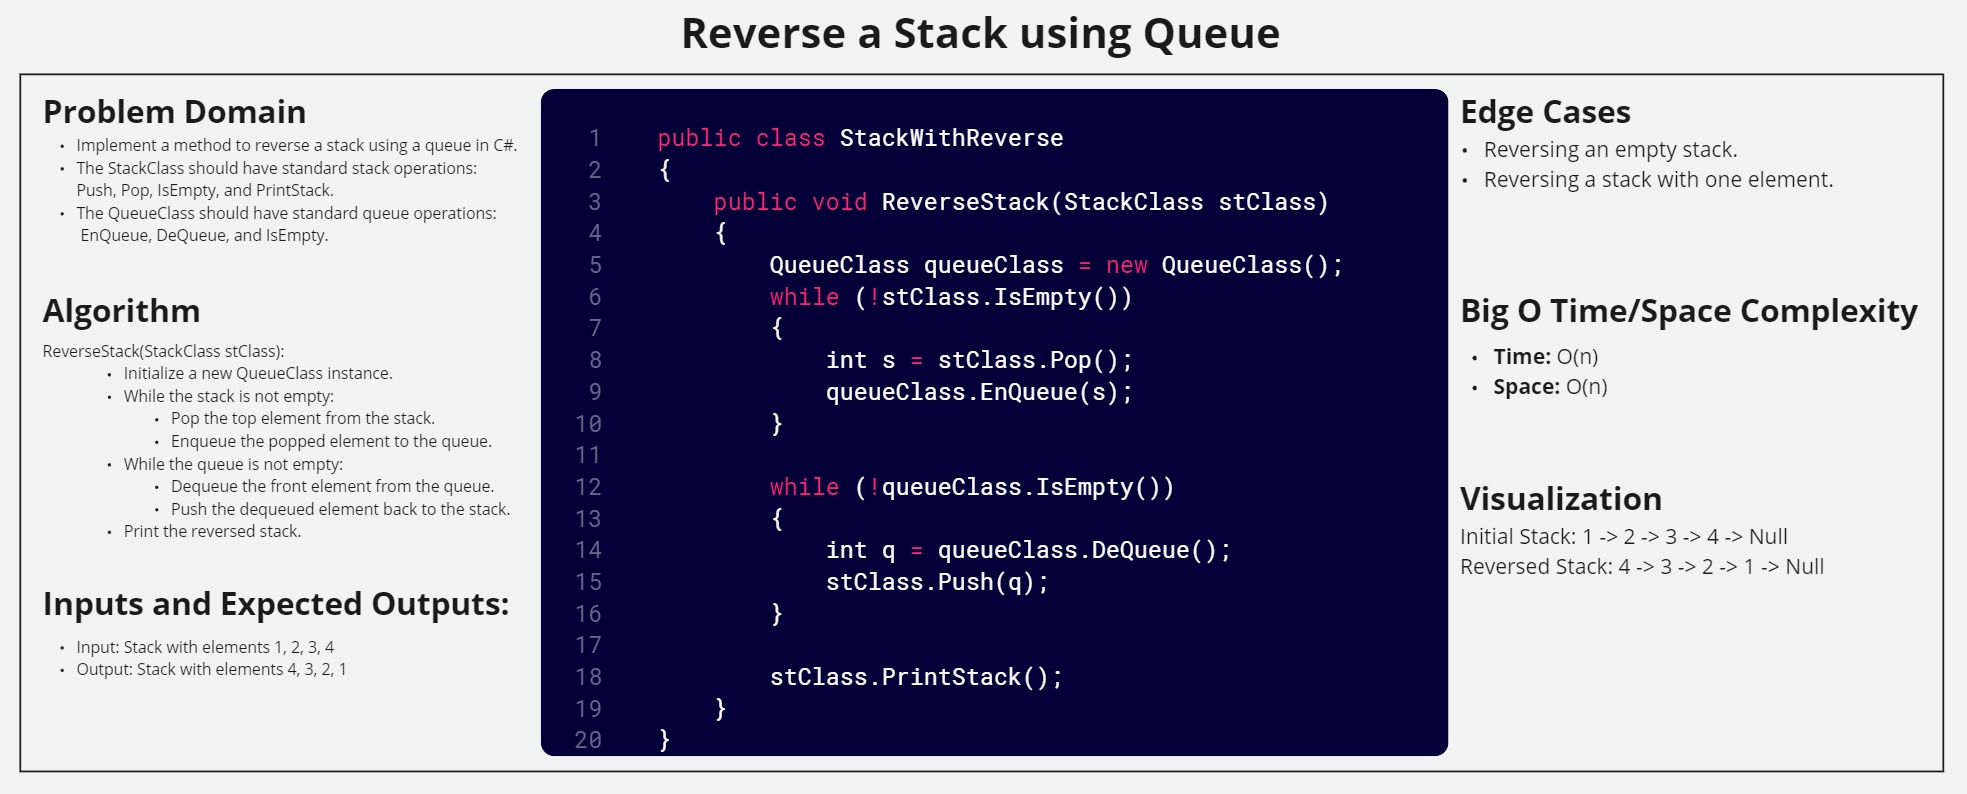 Reverse a Stack using Queue
Problem Domain
• Implement a method to reverse a stack using a queue in C#.
• The StackClass should have standard stack operations:
Push, Pop, IsEmpty, and PrintStack.
• The QueueClass should have standard queue operations:
EnQueue, DeQueue, and IsEmpty.
Algorithm
ReverseStack(StackClass stClass):
• Initialize a new QueueClass instance.
• While the stack is not empty:
• Pop the top element from the stack.
• Enqueue the popped element to the queue.
• While the queue is not empty:
• Dequeue the front element from the queue.
• Push the dequeued element back to the stack.
• Print the reversed stack.
Inputs and Expected Outputs:
• Input: Stack with elements 1, 2, 3, 4
• Output: Stack with elements 4, 3, 2, 1
1 public class StackWithReverse
2 {
3     public void ReverseStack(StackClass stClass)
4     {
5         QueueClass queueClass = new QueueClass();
6         while (!stClass.IsEmpty())
7         {
8             int s = stClass.Pop();
9             queueClass.EnQueue(s);
10         }
11
12         while (!queueClass.IsEmpty())
13         {
14             int q = queueClass.DeQueue();
15             stClass.Push(q);
16         }
17
18         stClass.PrintStack();
19     }
20 }
Edge Cases
• Reversing an empty stack.
• Reversing a stack with one element.
Big O Time/Space Complexity
• Time: O(n)
• Space: O(n)
Visualization
Initial Stack: 1 -> 2 -> 3 -> 4 -> Null
Reversed Stack: 4 -> 3 -> 2 -> 1 -> Null